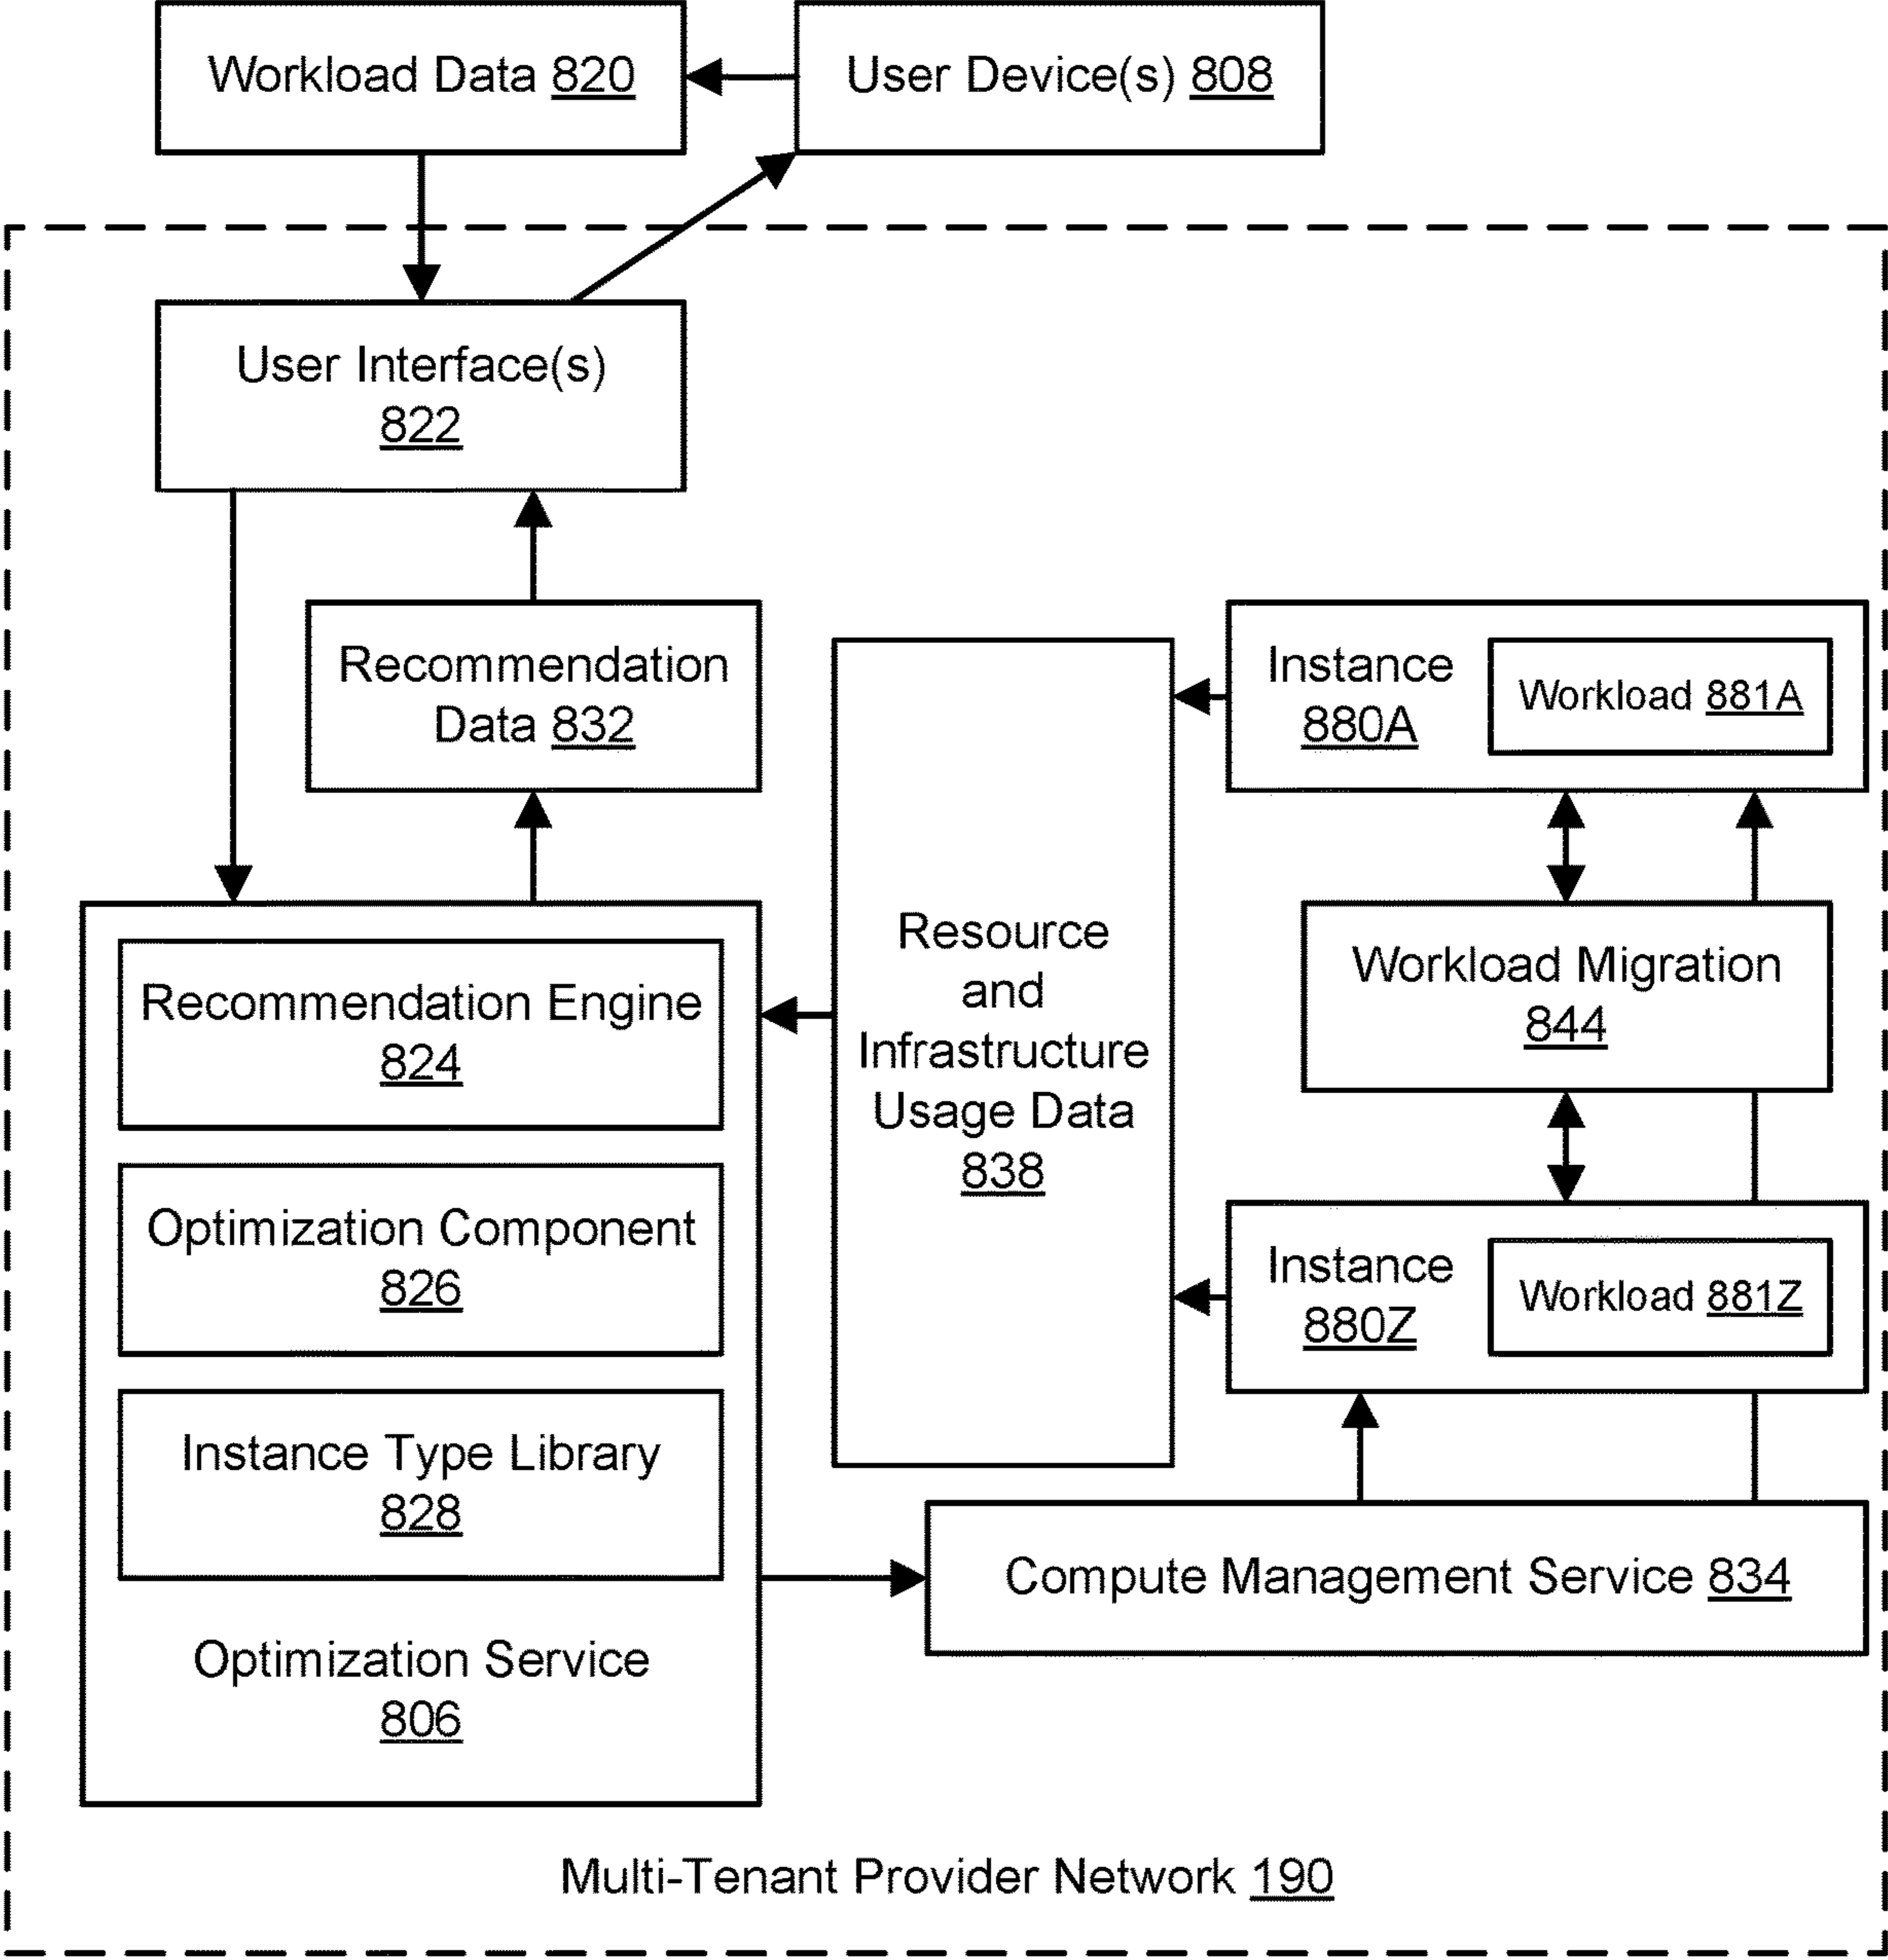 Workload Data 820
User Device(s) 808
User Interface(s)
822
Recommendation
Data 832
Instance
880A
Workload 881A
Resource
and
Infrastructure
Usage Data
838
Workload Migration
844
Recommendation Engine
824
Optimization Component
826
Instance
880Z
Workload 881Z
Instance Type Library
828
Compute Management Service 834
Optimization Service
806
Multi-Tenant Provider Network 190